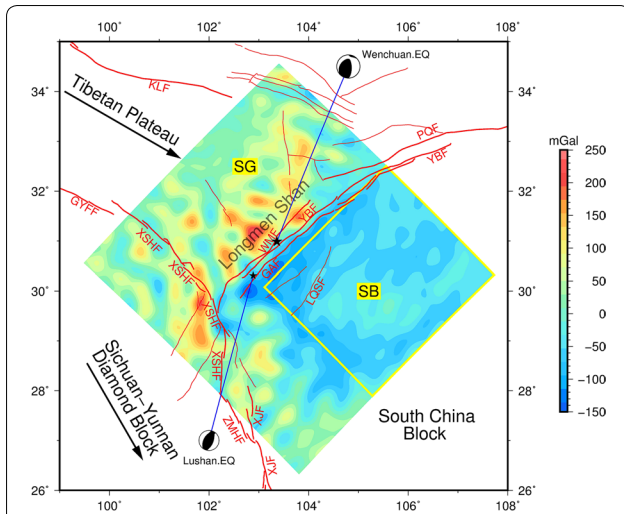 100° 102° 104° 106° 108°
Wenchuan.EQ
34° 34°
KLF
Tibetan Plateau
PQF
YBF
mGal
250
200
150
100
50
0
−50
−100
−150
SG
32° 32°
GYFF
Longmen Shan
YBF
WMF
XSHF
GAF
XSHF
LQSF
SB
30° 30°
XSHF
XSHF
Sichuan−Yunnan
Diamond Block
28° 28°
XJF
ZMHF
South China
Block
Lushan.EQ
XJF
26° 26°
100° 102° 104° 106° 108°